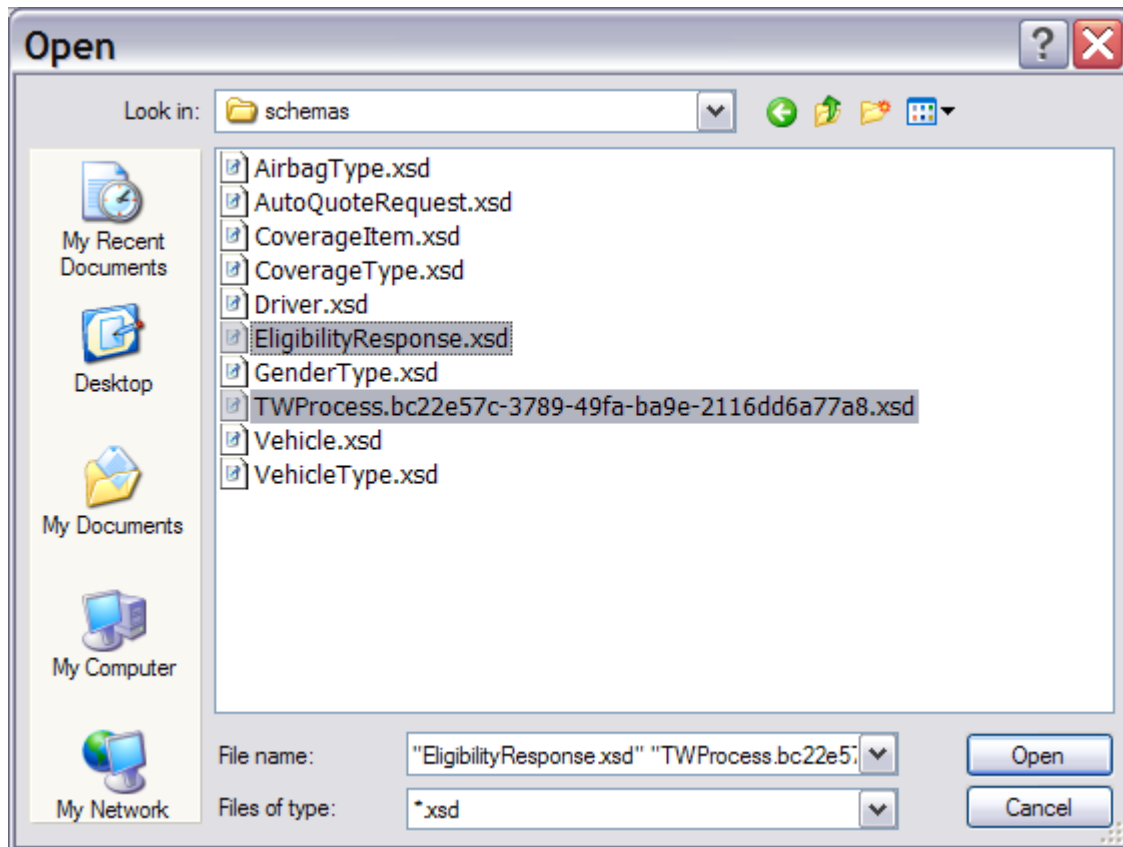 Open
Look in: schemas
My Recent
Documents
Desktop
My Documents
My Computer
My Network
AirbagType.xsd
AutoQuoteRequest.xsd
CoverageItem.xsd
CoverageType.xsd
Driver.xsd
EligibilityResponse.xsd
GenderType.xsd
TWProcess.bc22e57c-3789-49fa-ba9e-2116dd6a77a8.xsd
Vehicle.xsd
VehicleType.xsd
File name: "EligibilityResponse.xsd" "TWProcess.bc22e57 Open
Files of type: *.xsd Cancel